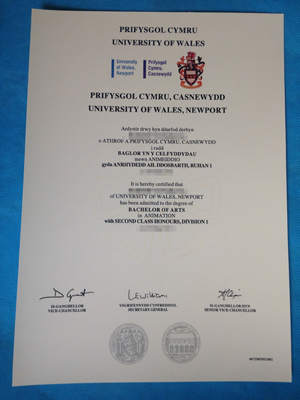 PRIFYSGOL CYMRU
UNIVERSITY OF WALES
University
of Wales,
Newport
Prifysgol
Cymru,
Casnewydd
PRIFYSGOL CYMRU, CASNEWYDD
UNIVERSITY OF WALES, NEWPORT
Ardystir drwy hyn ddarfod derbyn
o ATHROFA PRIFYSGOL CYMRU, CASNEWYDD
i radd
BAGLOR YN Y CELFYDDYDAU
mewn ANIMEIDDIO
gyda ANRHYDEDD AIL DDOSBARTH, RHAN 1
It is hereby certified that
of UNIVERSITY OF WALES, NEWPORT
has been admitted to the degree of
BACHELOR OF ARTS
in ANIMATION
with SECOND CLASS HONOURS, DIVISION 1
IS-GANGHELLOR
VICE-CHANCELLOR
YSGRIFENNYDD CYFFREDINOL
SECRETARY GENERAL
IS-GANGHELLOR HYN
SENIOR VICE-CHANCELLOR